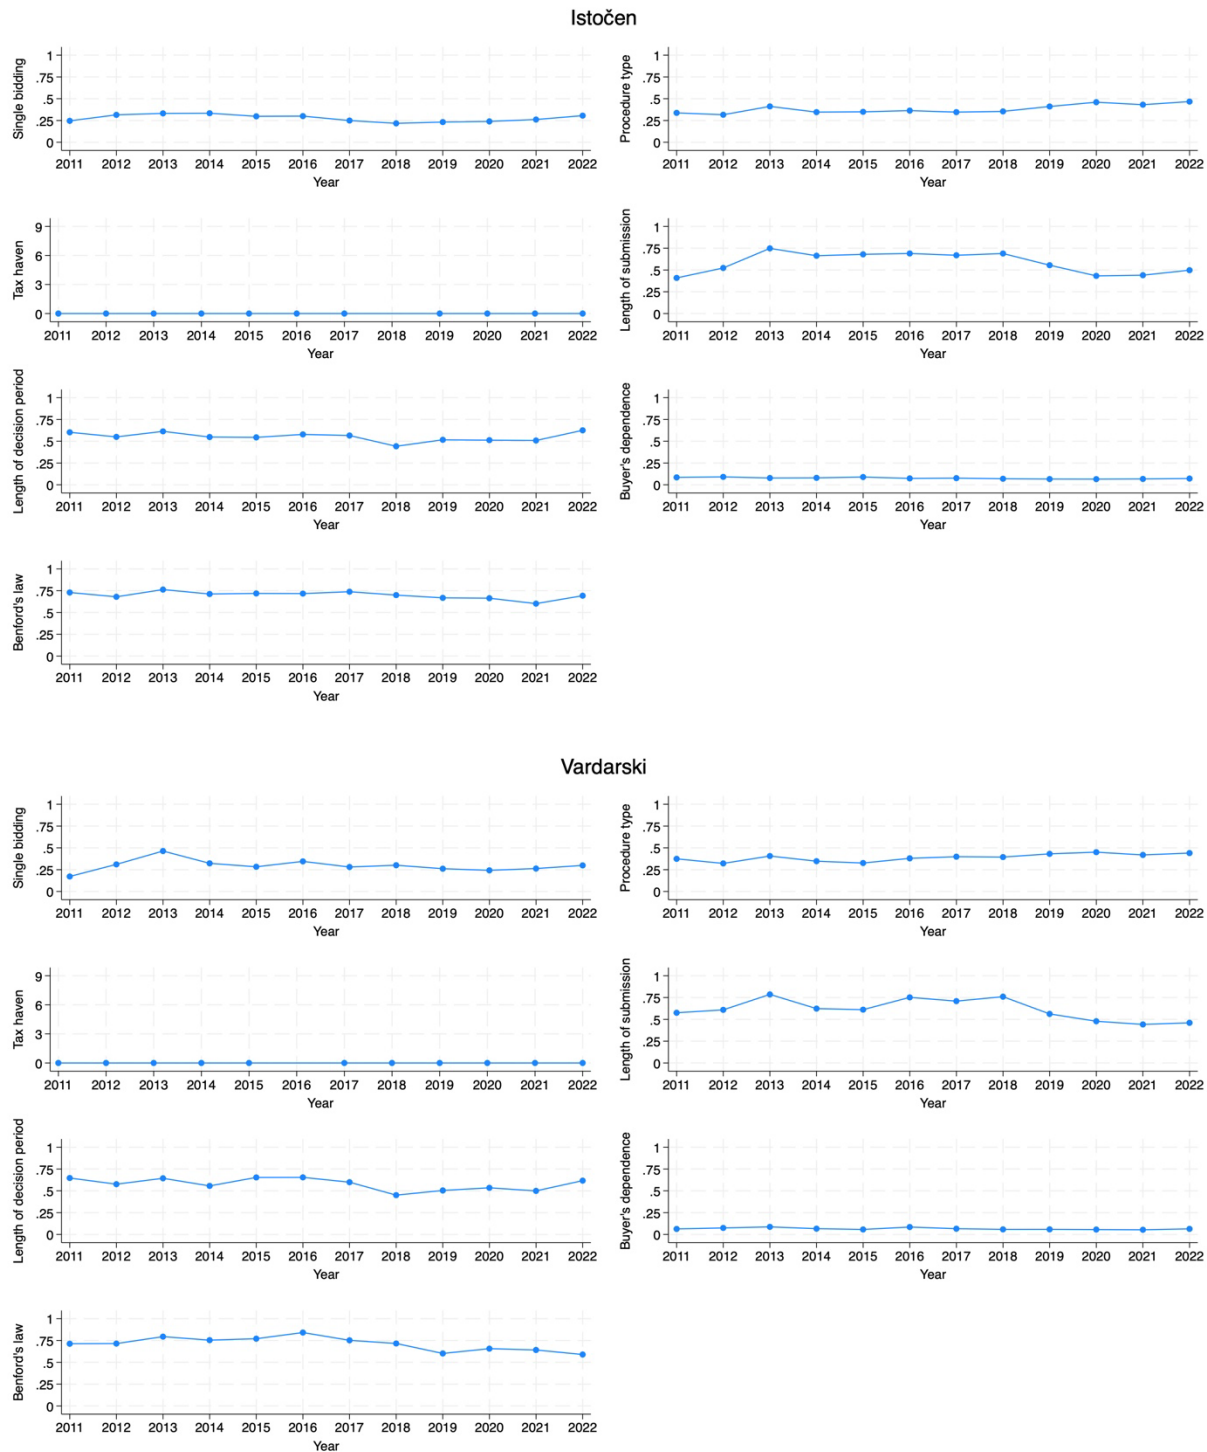 Istočen
Single bidding
1
.75
.5
.25
0
2011 2012 2013 2014 2015 2016 2017 2018 2019 2020 2021 2022
Year
Procedure type
1
.75
.5
.25
0
2011 2012 2013 2014 2015 2016 2017 2018 2019 2020 2021 2022
Year
Tax haven
9
6
3
0
2011 2012 2013 2014 2015 2016 2017 2018 2019 2020 2021 2022
Year
Length of submission
1
.75
.5
.25
0
2011 2012 2013 2014 2015 2016 2017 2018 2019 2020 2021 2022
Year
Length of decision period
1
.75
.5
.25
0
2011 2012 2013 2014 2015 2016 2017 2018 2019 2020 2021 2022
Year
Buyer's dependence
1
.75
.5
.25
0
2011 2012 2013 2014 2015 2016 2017 2018 2019 2020 2021 2022
Year
Benford's law
1
.75
.5
.25
0
2011 2012 2013 2014 2015 2016 2017 2018 2019 2020 2021 2022
Year
Vardarski
Single bidding
1
.75
.5
.25
0
2011 2012 2013 2014 2015 2016 2017 2018 2019 2020 2021 2022
Year
Procedure type
1
.75
.5
.25
0
2011 2012 2013 2014 2015 2016 2017 2018 2019 2020 2021 2022
Year
Tax haven
9
6
3
0
2011 2012 2013 2014 2015 2016 2017 2018 2019 2020 2021 2022
Year
Length of submission
1
.75
.5
.25
0
2011 2012 2013 2014 2015 2016 2017 2018 2019 2020 2021 2022
Year
Length of decision period
1
.75
.5
.25
0
2011 2012 2013 2014 2015 2016 2017 2018 2019 2020 2021 2022
Year
Buyer's dependence
1
.75
.5
.25
0
2011 2012 2013 2014 2015 2016 2017 2018 2019 2020 2021 2022
Year
Benford's law
1
.75
.5
.25
0
2011 2012 2013 2014 2015 2016 2017 2018 2019 2020 2021 2022
Year